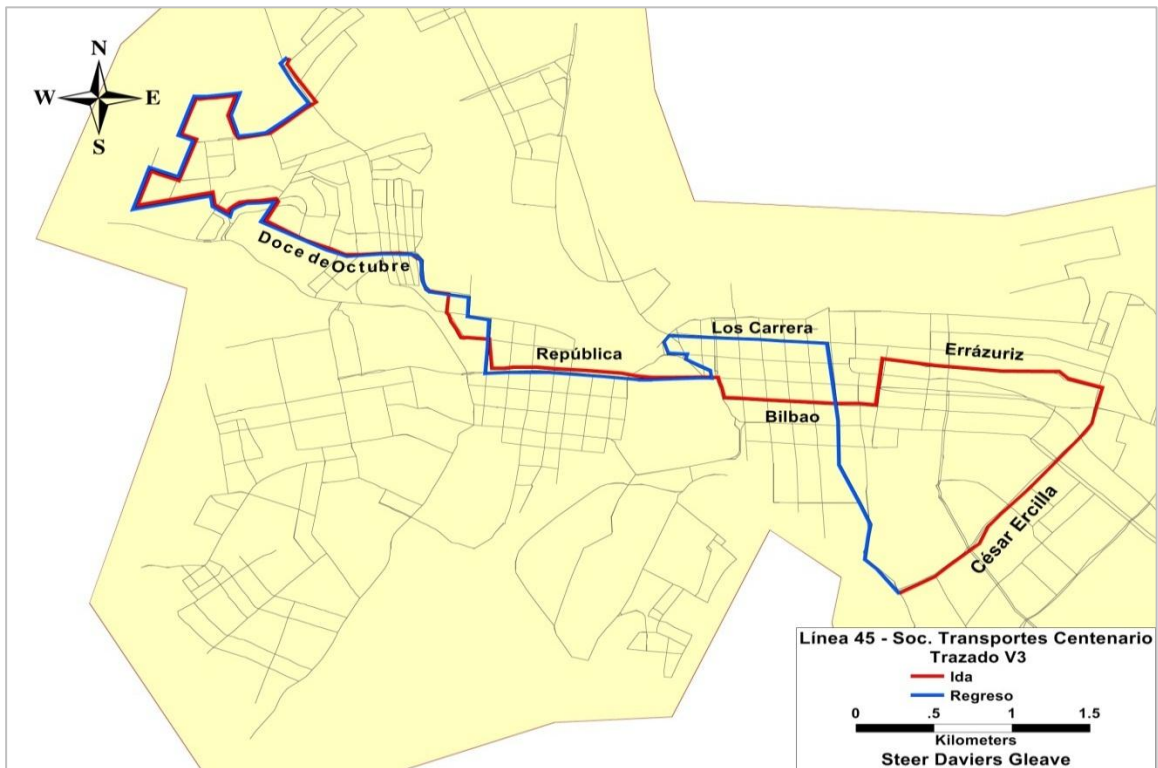 N
W E
S
Doce de Octubre
República
Los Carrera
Errázuriz
Bilbao
César Ercilla
Línea 45 - Soc. Transportes Centenario
Trazado V3
Ida
Regreso
0 .5 1 1.5
Kilometers
Steer Daviers Gleave